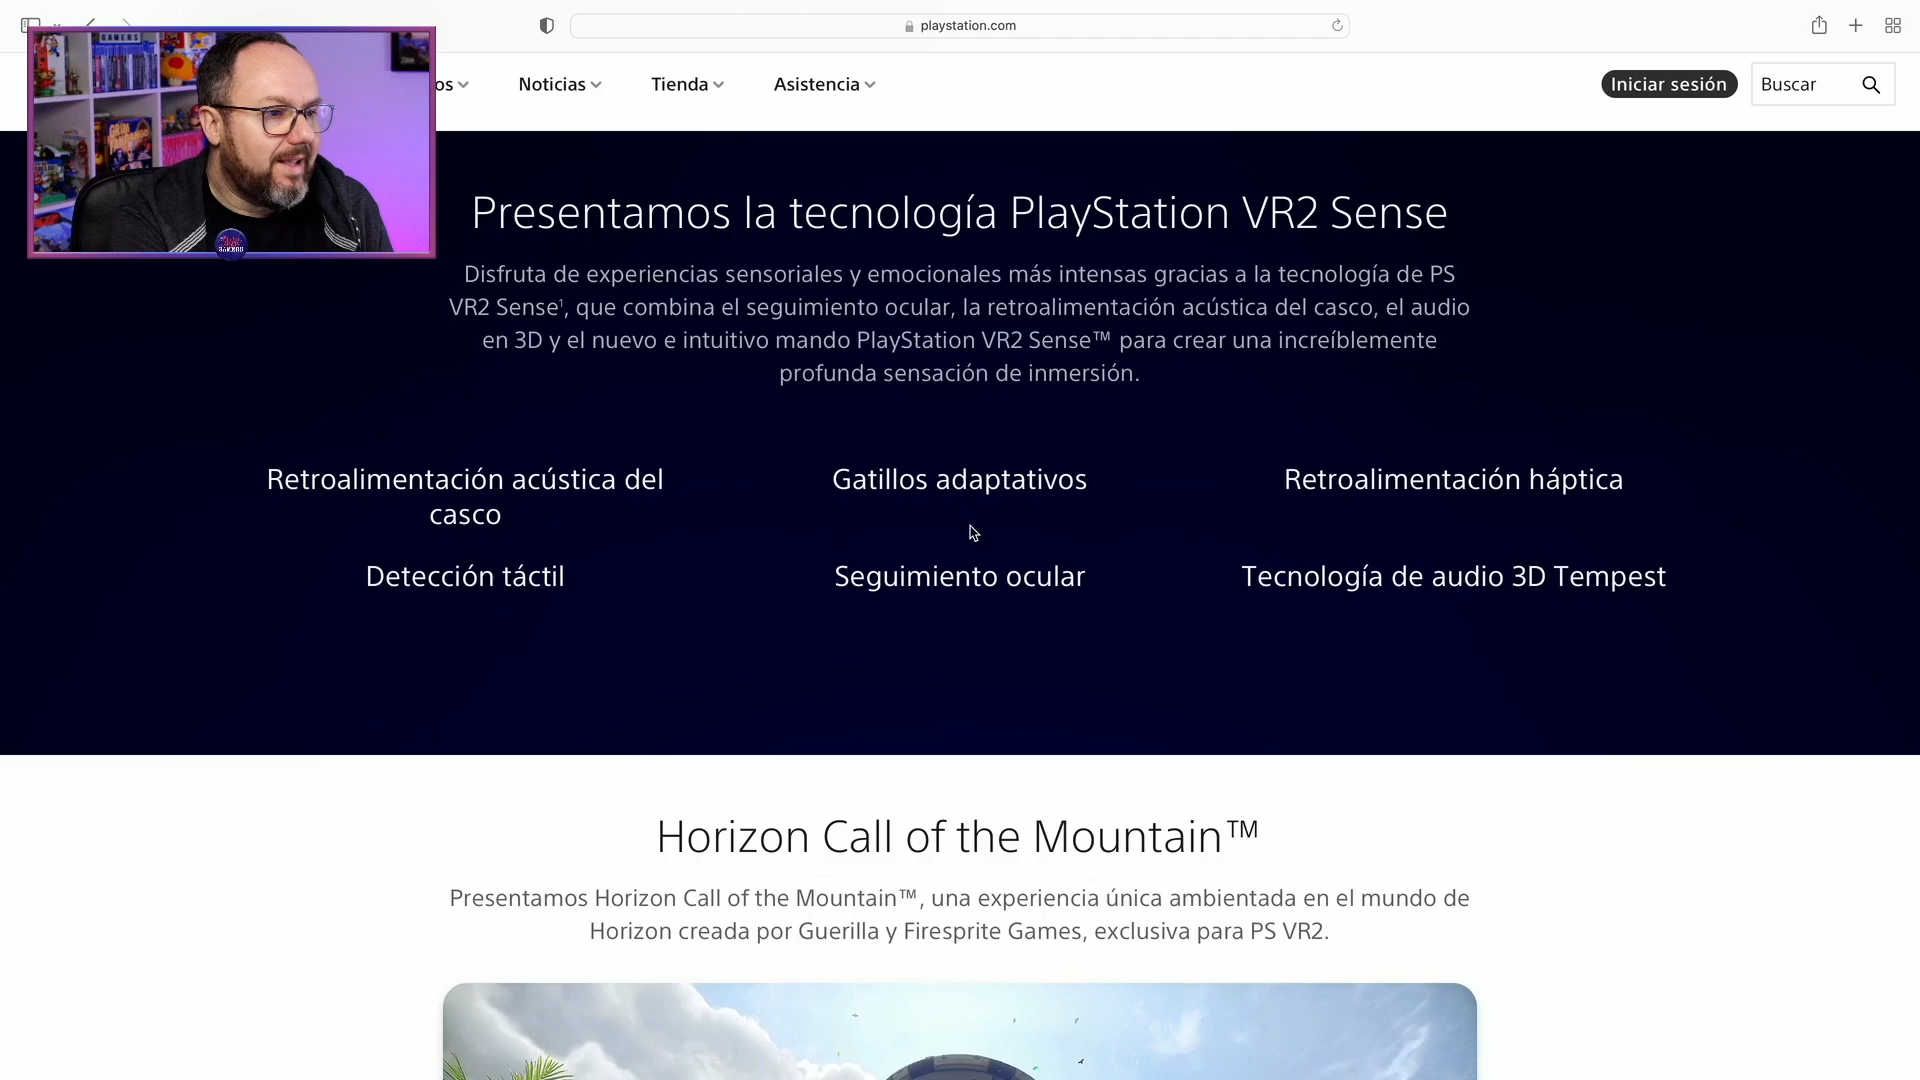 playstation.com
os
Noticias
Tienda
Asistencia
Iniciar sesión
Buscar
GAMERS
Presentamos la tecnología PlayStation VR2 Sense
Disfruta de experiencias sensoriales y emocionales más intensas gracias a la tecnología de PS
VR2 Sense¹, que combina el seguimiento ocular, la retroalimentación acústica del casco, el audio
en 3D y el nuevo e intuitivo mando PlayStation VR2 Sense™ para crear una increíblemente
profunda sensación de inmersión.
Retroalimentación acústica del
casco
Gatillos adaptativos
Retroalimentación háptica
Detección táctil
Seguimiento ocular
Tecnología de audio 3D Tempest
Horizon Call of the Mountain™
Presentamos Horizon Call of the Mountain™, una experiencia única ambientada en el mundo de
Horizon creada por Guerilla y Firesprite Games, exclusiva para PS VR2.